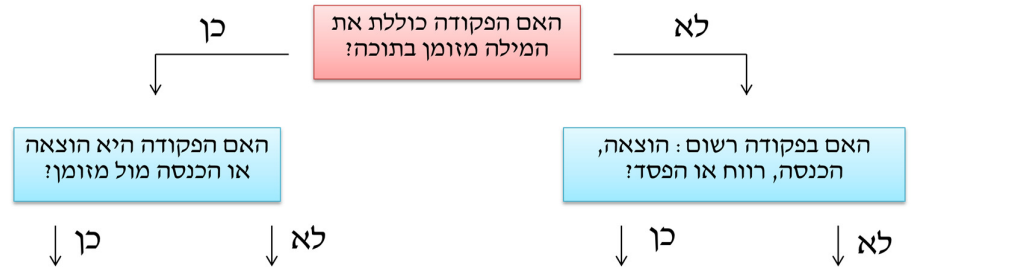 האם הפקודה כוללת את
המילה מזומן בתוכה?
לא
כן
האם בפקודה רשום: הוצאה,
הכנסה, רווח או הפסד?
האם הפקודה היא הוצאה
או הכנסה מול מזומן?
לא
כן
לא
כן